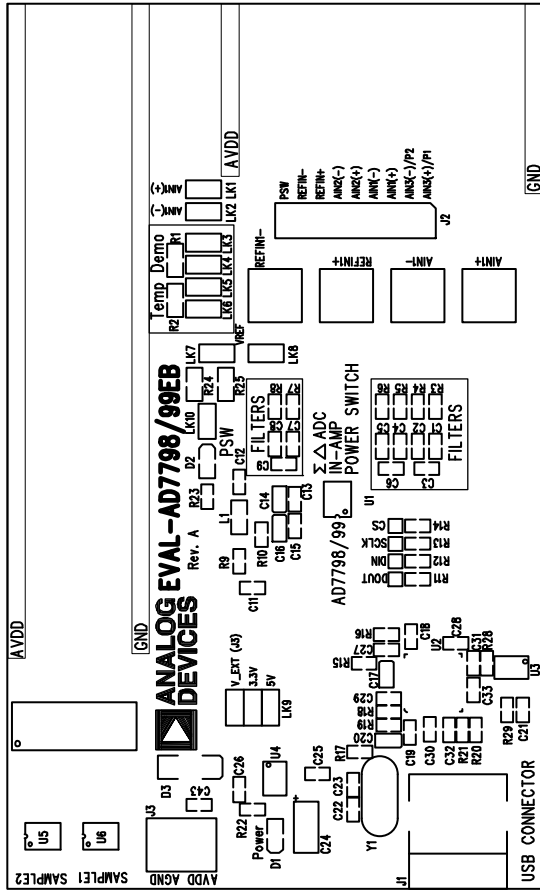 AVDD
GND
AVDD
GND
AIN1(+)
LK1
AIN1(-)
LK2
Demo
R1
LK3
LK4
Temp
LK5
LK6
R2
PSW
REFIN-
REFIN+
AIN2(-)
AIN2(+)
AIN1(-)
AIN1(+)
AIN3(-)/P2
AIN3(+)/P1
J2
REFIN1-
REFIN1+
AIN1-
AIN1+
LK7
VREF
LK8
R24
R25
LK10
PSW
D2
C12
R23
L1
R9
R10
C11
C14
C13
C16
C15
FILTERS
R8
R7
C8
C7
C9
Σ△ADC
IN-AMP
POWER SWITCH
R6
R5
R4
R3
C5
C4
C2
C1
C6
C3
FILTERS
AD7798/99
U1
CS
R14
SCLK
R13
DIN
R12
DOUT
R11
ANALOG
DEVICES
EVAL-AD7798/99EB
Rev. A
V_EXT (J3)
3.3V
5V
LK9
R16
C27
R15
C17
C18
U2
C28
C31
R28
U3
C33
C29
R18
R19
C20
C19
C30
C32
R21
R20
R29
C21
R17
C23
C22
Y1
C25
+
C24
U4
C26
R22
Power
D1
D3
C43
J3
AVDD AGND
U5
U6
SAMPLE2
SAMPLE1
J1
USB CONNECTOR